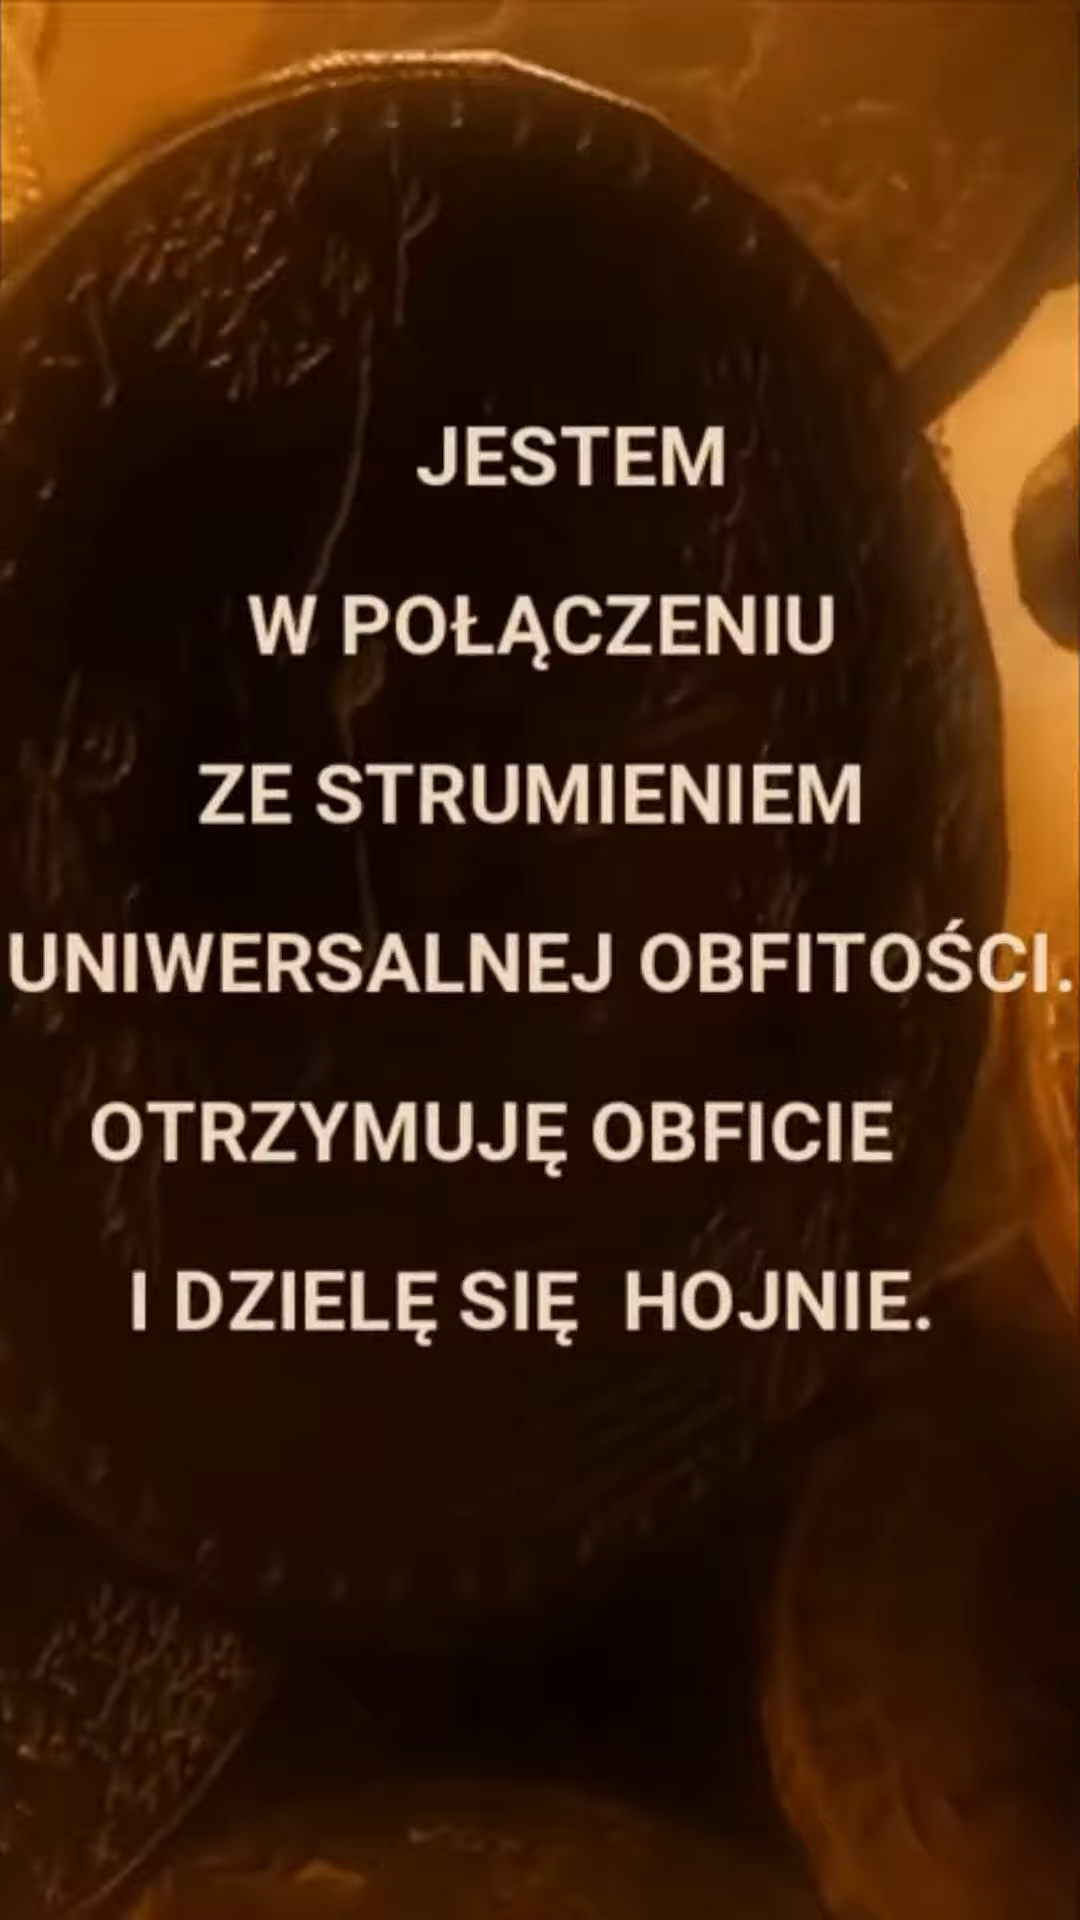 JESTEM
W POŁĄCZENIU
ZE STRUMIENIEM
UNIWERSALNEJ OBFITOŚCI.
OTRZYMUJĘ OBFICIE
I DZIELĘ SIĘ  HOJNIE.